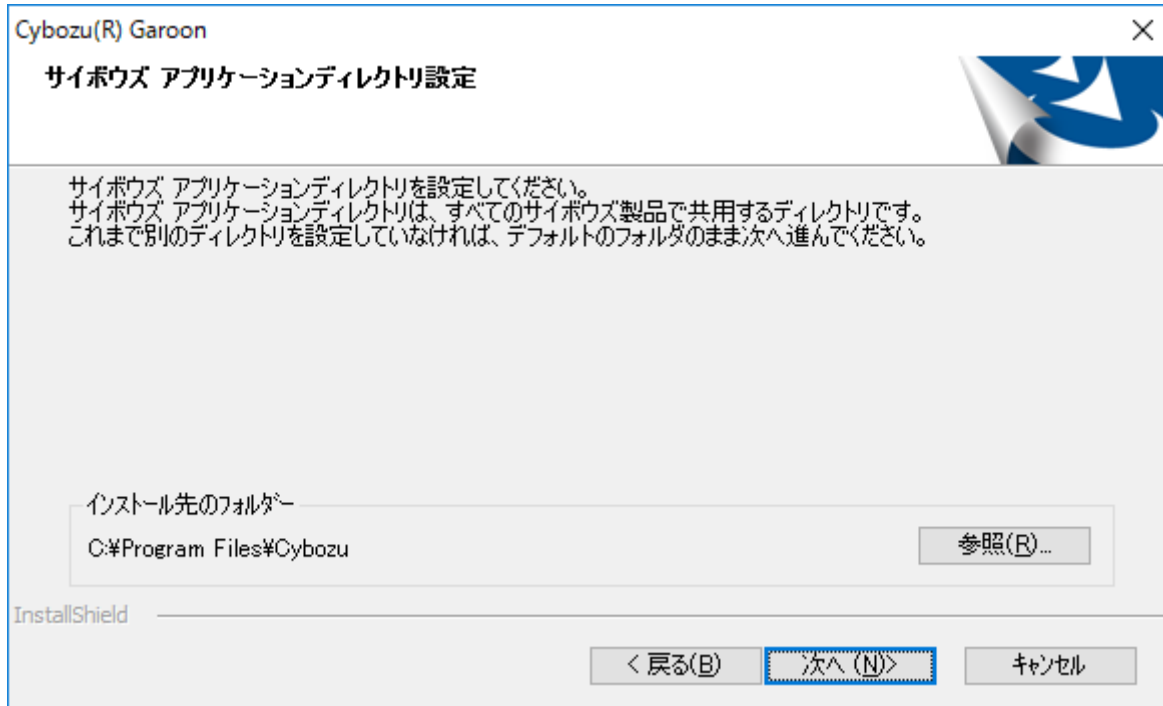 Cybozu(R) Garoon
サイボウズ アプリケーションディレクトリ設定
サイボウズ アプリケーションディレクトリを設定してください。
サイボウズ アプリケーションディレクトリは、すべてのサイボウズ製品で共用するディレクトリです。
これまで別のディレクトリを設定していなければ、デフォルトのフォルダのまま次へ進んでください。
インストール先のフォルダー
C:¥Program Files¥Cybozu
参照(R)...
InstallShield
< 戻る(B)
次へ (N)>
キャンセル